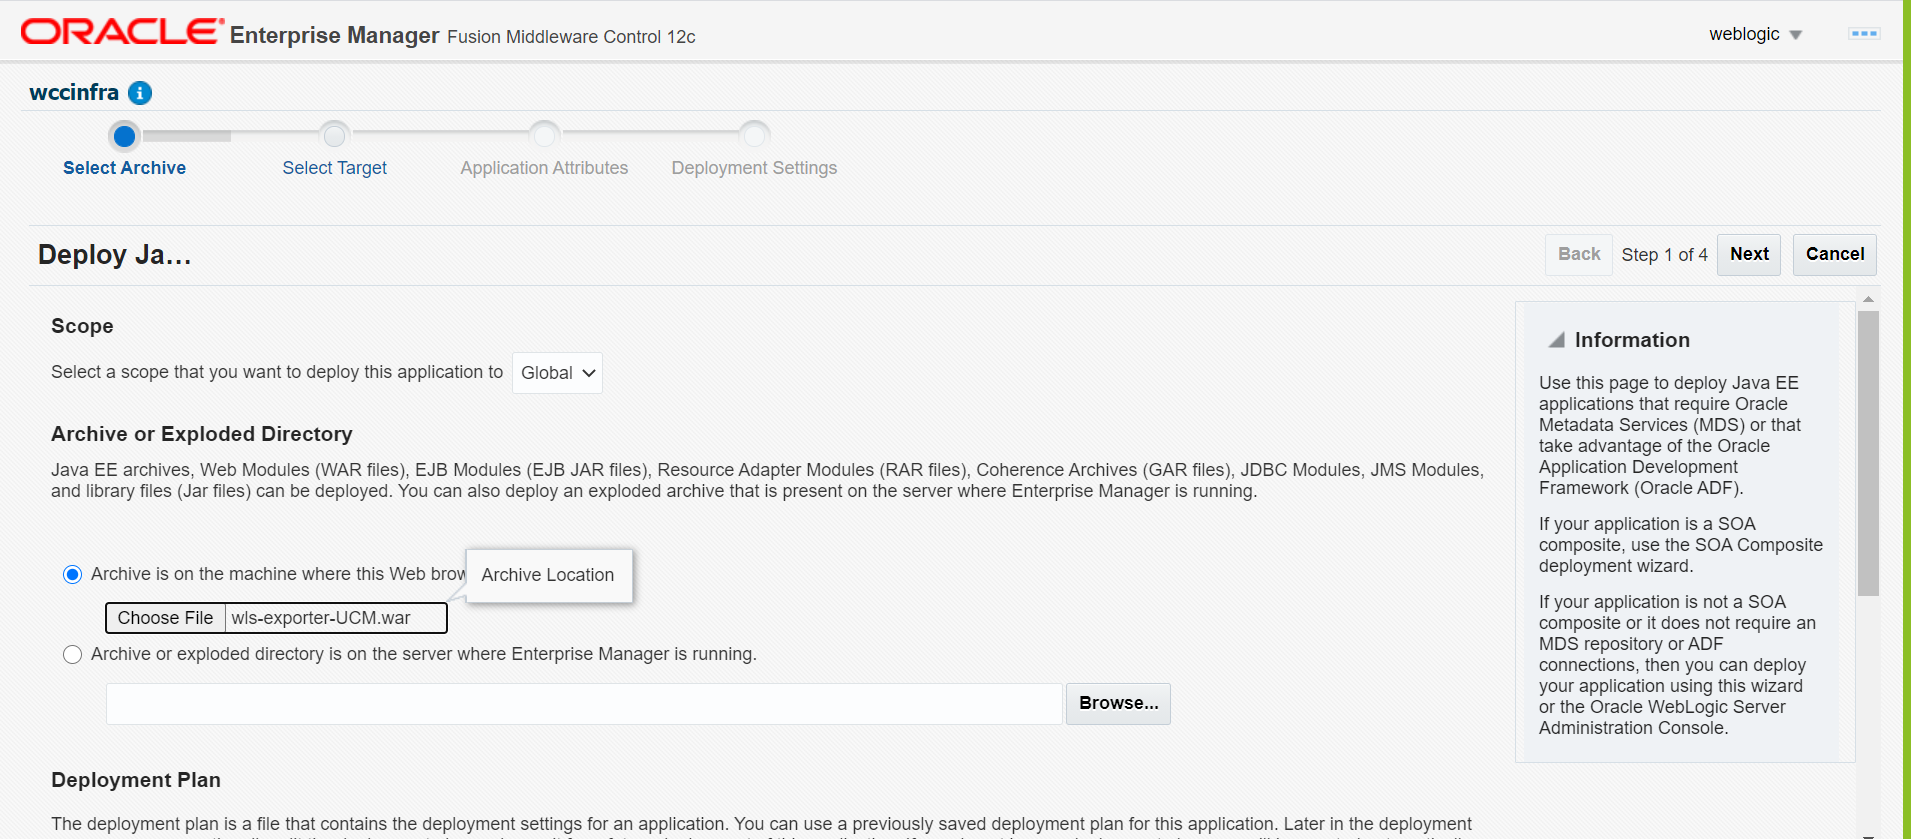 ORACLE Enterprise Manager Fusion Middleware Control 12c
weblogic
wccinfra
Select Archive
Select Target
Application Attributes
Deployment Settings
Deploy Ja...
Back Step 1 of 4 Next Cancel
Scope
Select a scope that you want to deploy this application to Global
Archive or Exploded Directory
Java EE archives, Web Modules (WAR files), EJB Modules (EJB JAR files), Resource Adapter Modules (RAR files), Coherence Archives (GAR files), JDBC Modules, JMS Modules,
and library files (Jar files) can be deployed. You can also deploy an exploded archive that is present on the server where Enterprise Manager is running.
Archive is on the machine where this Web brow
Archive Location
Choose File wls-exporter-UCM.war
Archive or exploded directory is on the server where Enterprise Manager is running.
Browse...
Deployment Plan
The deployment plan is a file that contains the deployment settings for an application. You can use a previously saved deployment plan for this application. Later in the deployment
Information
Use this page to deploy Java EE
applications that require Oracle
Metadata Services (MDS) or that
take advantage of the Oracle
Application Development
Framework (Oracle ADF).
If your application is a SOA
composite, use the SOA Composite
deployment wizard.
If your application is not a SOA
composite or it does not require an
MDS repository or ADF
connections, then you can deploy
your application using this wizard
or the Oracle WebLogic Server
Administration Console.